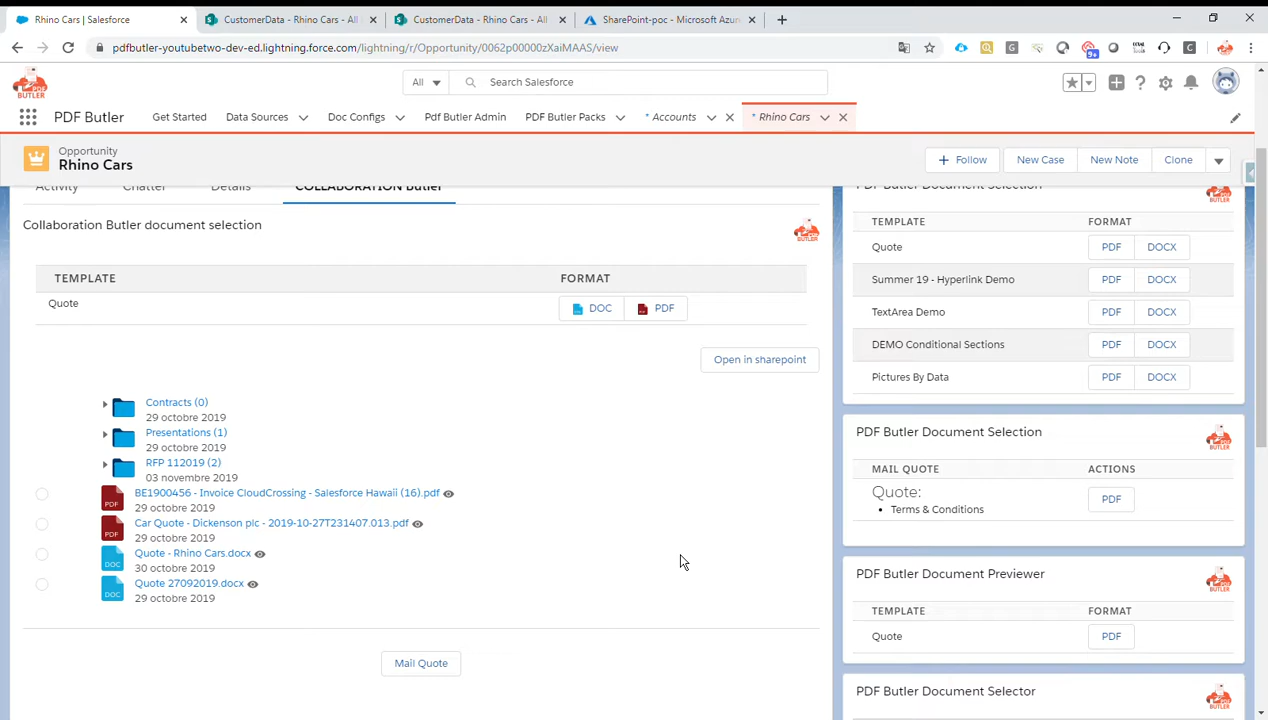 Rhino Cars | Salesforce
CustomerData - Rhino Cars - All
CustomerData - Rhino Cars - All
SharePoint-poc - Microsoft Azu
pdfbutler-youtubetwo-dev-ed.lightning.force.com/lightning/r/Opportunity/0062p00000zXaiMAAS/view
9+
PDF BUTLER
All
Search Salesforce
PDF Butler
Get Started
Data Sources
Doc Configs
Pdf Butler Admin
PDF Butler Packs
* Accounts
* Rhino Cars
Opportunity
Rhino Cars
Follow
New Case
New Note
Clone
Activity
Chatter
Details
COLLABORATION Butler
Collaboration Butler document selection
TEMPLATE FORMAT
Quote DOC PDF
Open in sharepoint
Contracts (0)
29 octobre 2019
Presentations (1)
29 octobre 2019
RFP 112019 (2)
03 novembre 2019
BE1900456 - Invoice CloudCrossing - Salesforce Hawaii (16).pdf
29 octobre 2019
Car Quote - Dickenson plc - 2019-10-27T231407.013.pdf
29 octobre 2019
Quote - Rhino Cars.docx
30 octobre 2019
Quote 27092019.docx
29 octobre 2019
Mail Quote
PDF Butler Document Selection
TEMPLATE FORMAT
Quote PDF DOCX
Summer 19 - Hyperlink Demo PDF DOCX
TextArea Demo PDF DOCX
DEMO Conditional Sections PDF DOCX
Pictures By Data PDF DOCX
PDF Butler Document Selection
MAIL QUOTE ACTIONS
Quote: PDF
Terms & Conditions
PDF Butler Document Previewer
TEMPLATE FORMAT
Quote PDF
PDF Butler Document Selector